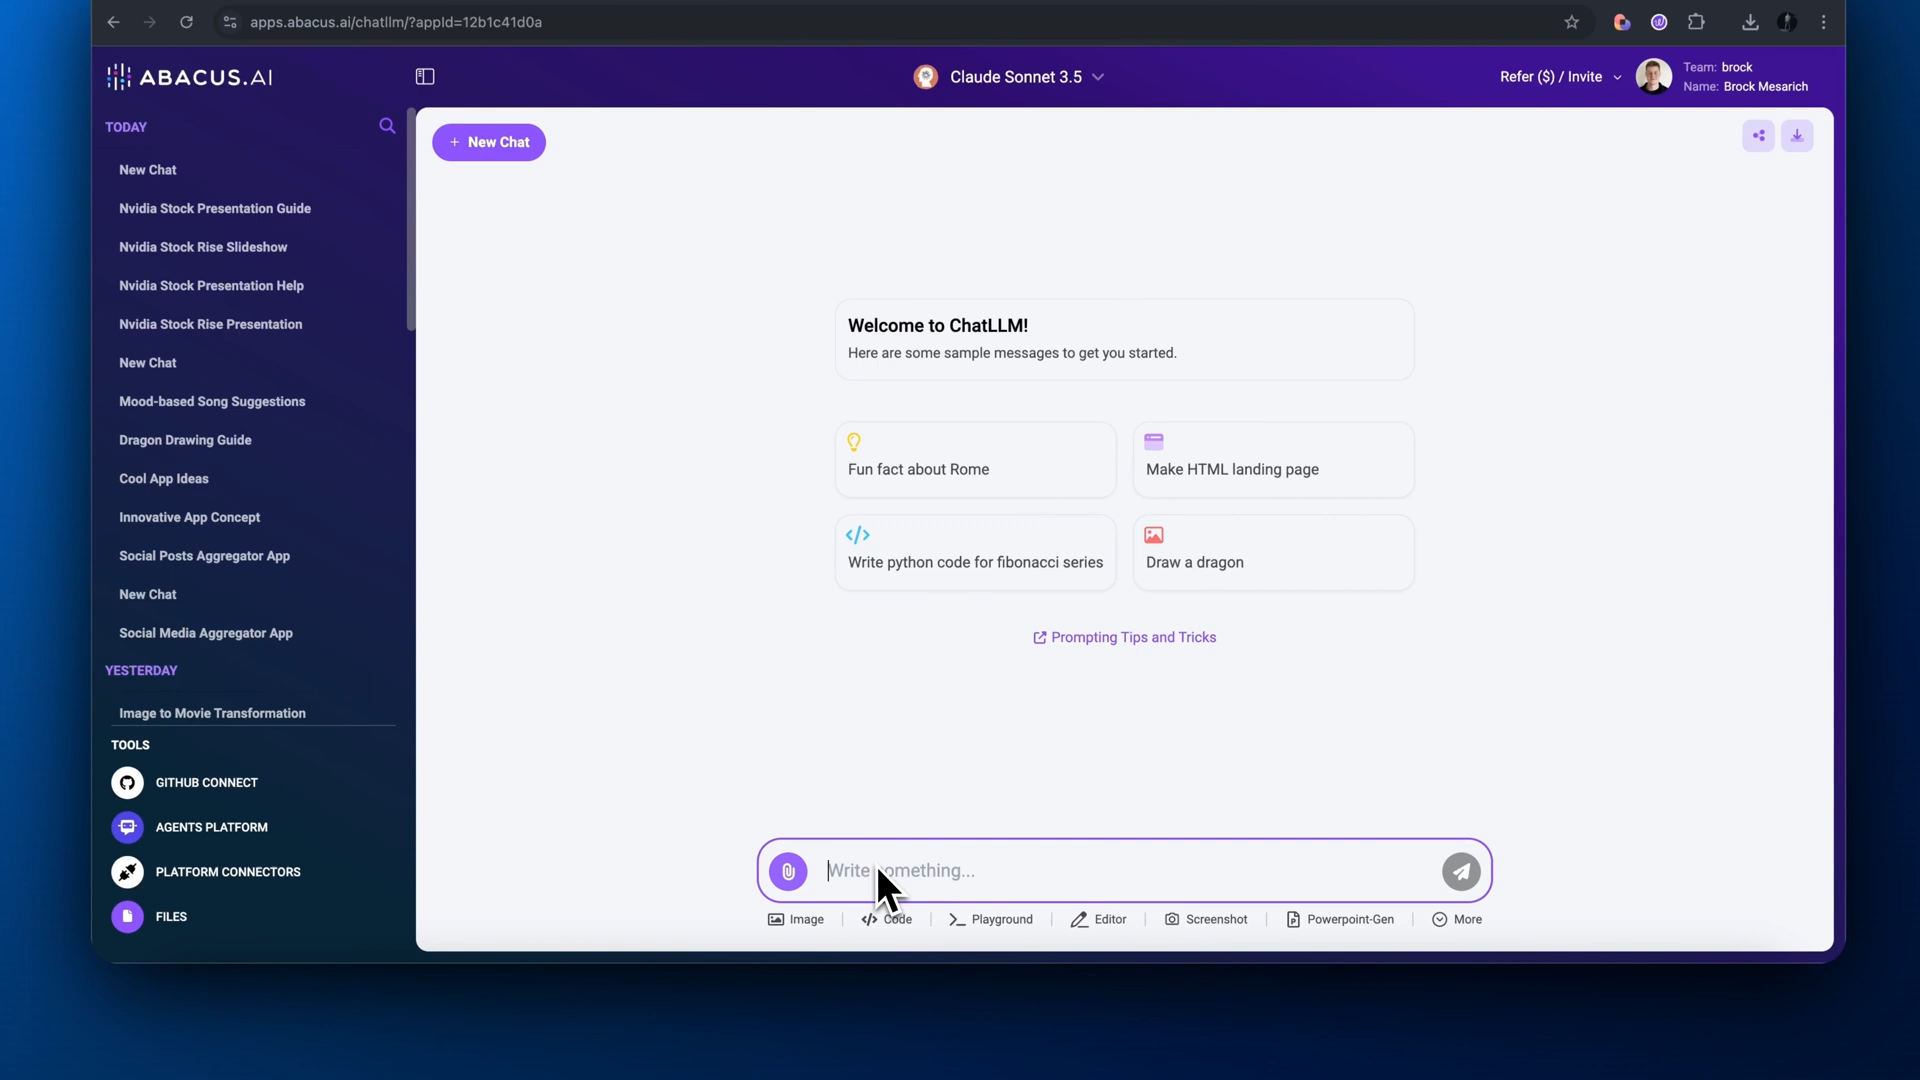 apps.abacus.ai/chatllm/?appId=12b1c41d0a
ABACUS.AI
Claude Sonnet 3.5
Refer ($) / Invite
Team: brock
Name: Brock Mesarich
TODAY
New Chat
Nvidia Stock Presentation Guide
Nvidia Stock Rise Slideshow
Nvidia Stock Presentation Help
Nvidia Stock Rise Presentation
New Chat
Mood-based Song Suggestions
Dragon Drawing Guide
Cool App Ideas
Innovative App Concept
Social Posts Aggregator App
New Chat
Social Media Aggregator App
YESTERDAY
Image to Movie Transformation
TOOLS
GITHUB CONNECT
AGENTS PLATFORM
PLATFORM CONNECTORS
FILES
+ New Chat
Welcome to ChatLLM!
Here are some sample messages to get you started.
Fun fact about Rome
Make HTML landing page
Write python code for fibonacci series
Draw a dragon
Prompting Tips and Tricks
Write something...
Image
Code
Playground
Editor
Screenshot
Powerpoint-Gen
More